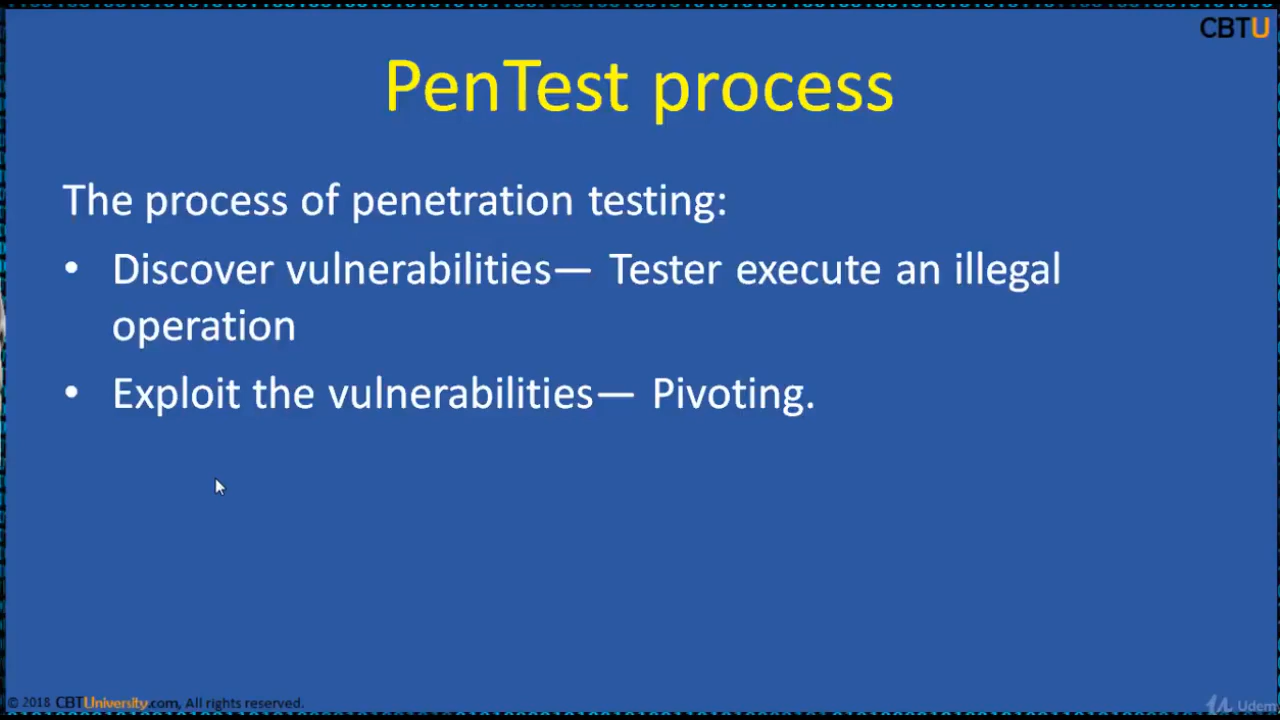 CBTU
PenTest process
The process of penetration testing:
• Discover vulnerabilities— Tester execute an illegal
operation
• Exploit the vulnerabilities— Pivoting.
© 2018 CBTUniversity.com, All rights reserved.